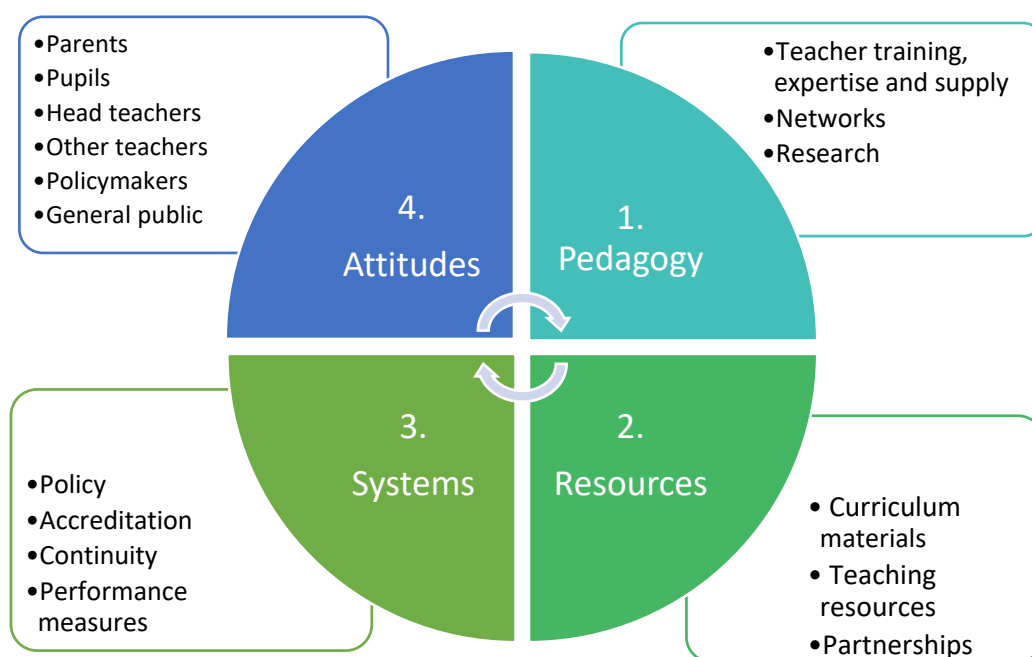 •Parents
•Pupils
•Head teachers
•Other teachers
•Policymakers
•General public
4.
Attitudes
•Teacher training,
expertise and supply
•Networks
•Research
1.
Pedagogy
•Policy
•Accreditation
•Continuity
•Performance
measures
3.
Systems
2.
Resources
• Curriculum
materials
• Teaching
resources
•Partnerships